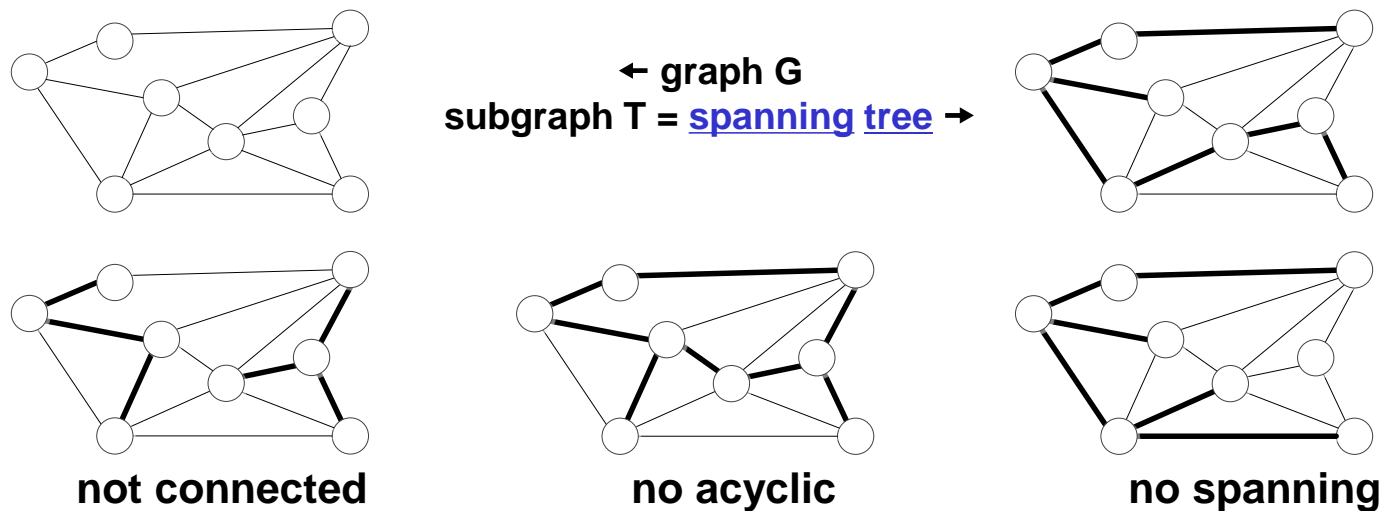 ← graph G
subgraph T = spanning tree →
not connected
no acyclic
no spanning